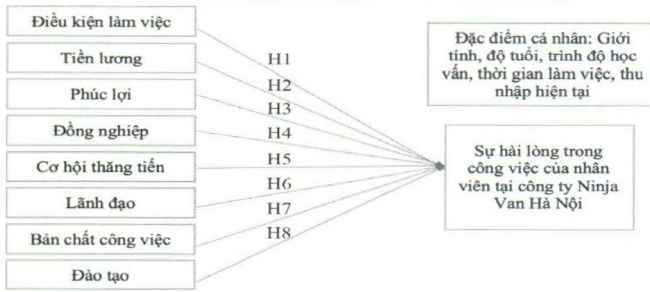 Điều kiện làm việc
Tiền lương
Phúc lợi
Đồng nghiệp
Cơ hội thăng tiến
Lãnh đạo
Bản chất công việc
Đào tạo
H1
H2
H3
H4
H5
H6
H7
H8
Đặc điểm cá nhân: Giới
tính, độ tuổi, trình độ học
vấn, thời gian làm việc, thu
nhập hiện tại
Sự hài lòng trong
công việc của nhân
viên tại công ty Ninja
Van Hà Nội